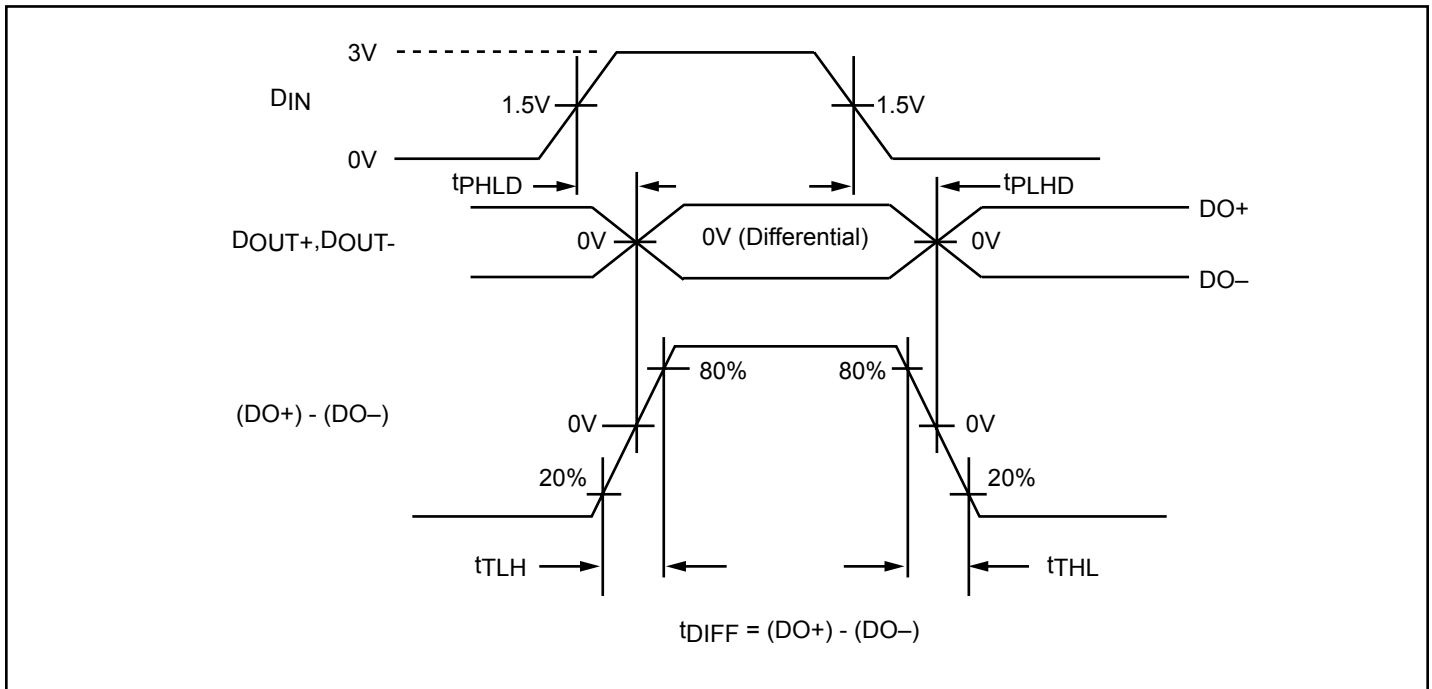 3V
DIN
1.5V
1.5V
0V
tPHLD
tPLHD
DO+
DOUT+,DOUT-
0V
0V (Differential)
0V
DO–
80%
80%
(DO+) - (DO–)
0V
0V
20%
20%
tTLH
tTHL
tDIFF = (DO+) - (DO–)